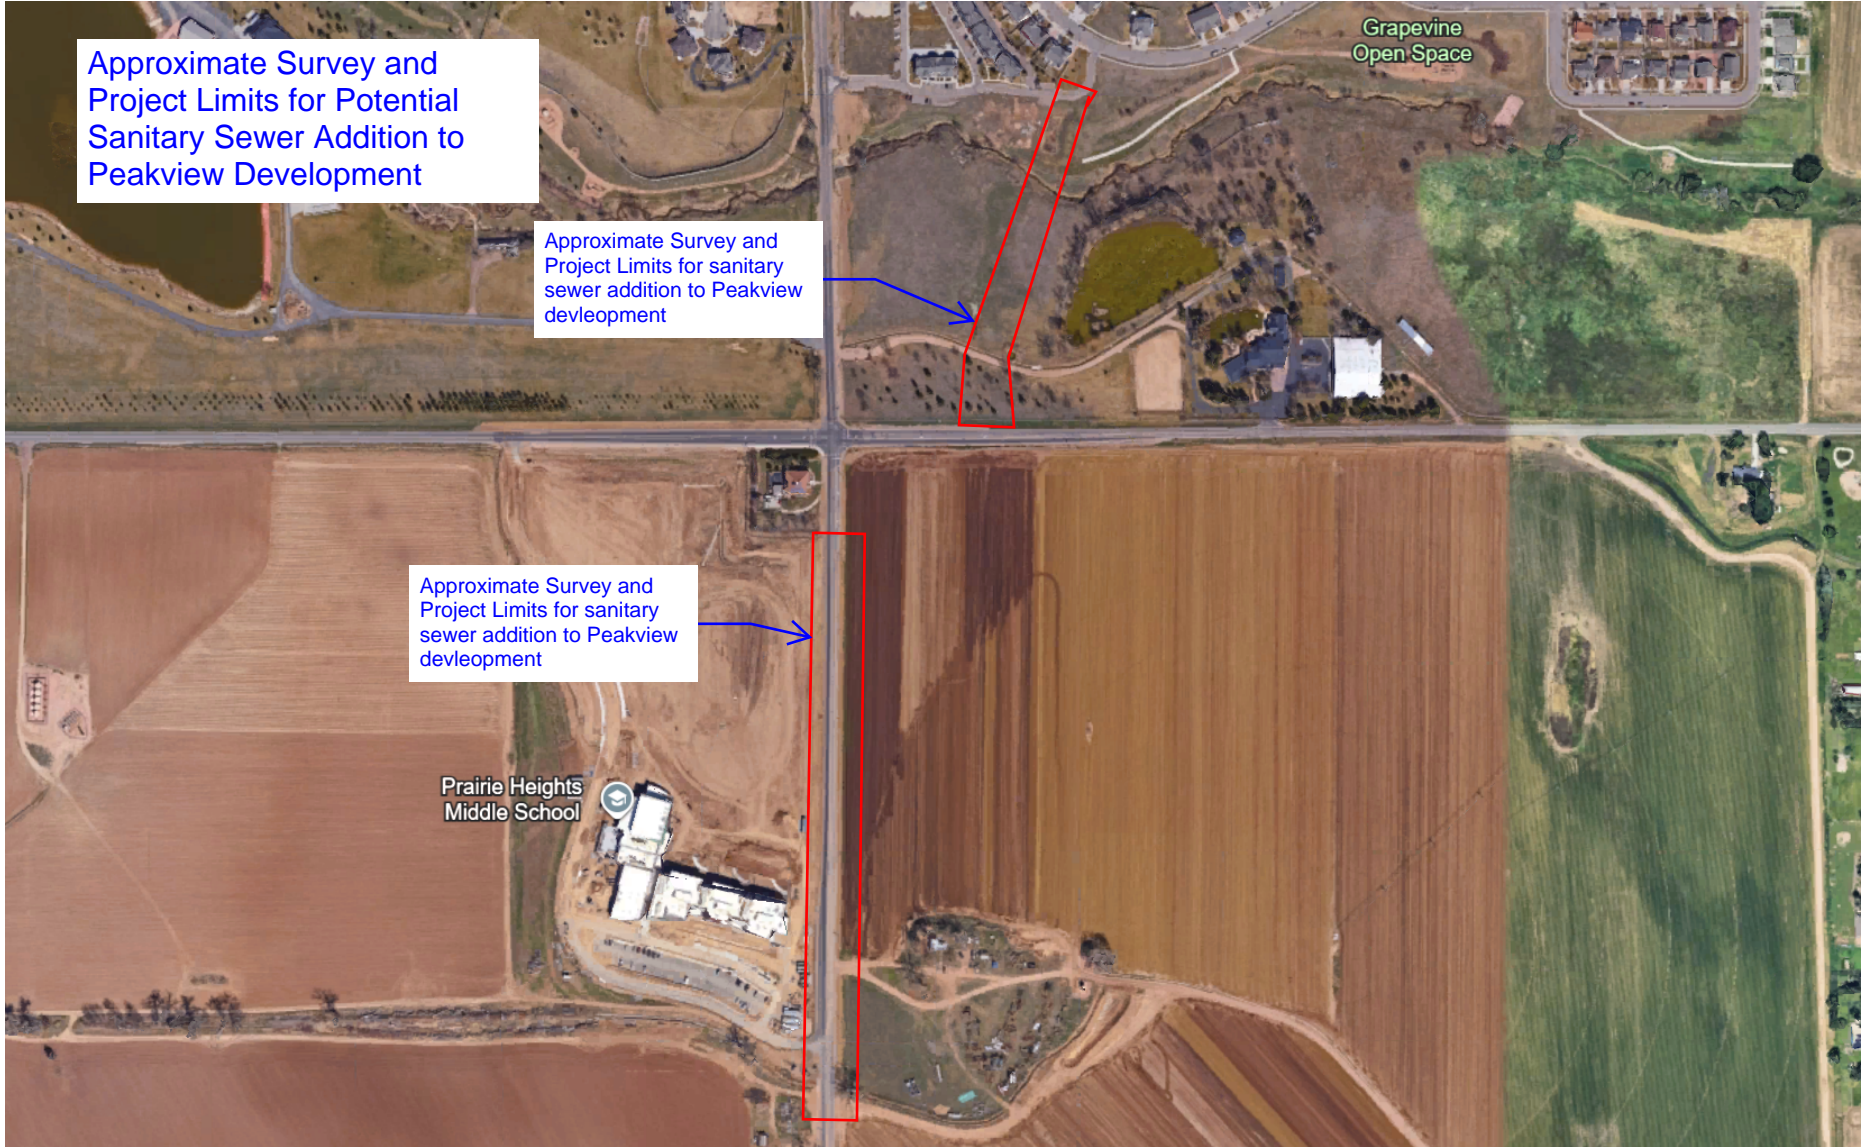 Approximate Survey and
Project Limits for Potential
Sanitary Sewer Addition to
Peakview Development
Grapevine
Open Space
Approximate Survey and
Project Limits for sanitary
sewer addition to Peakview
devleopment
Approximate Survey and
Project Limits for sanitary
sewer addition to Peakview
devleopment
Prairie Heights
Middle School